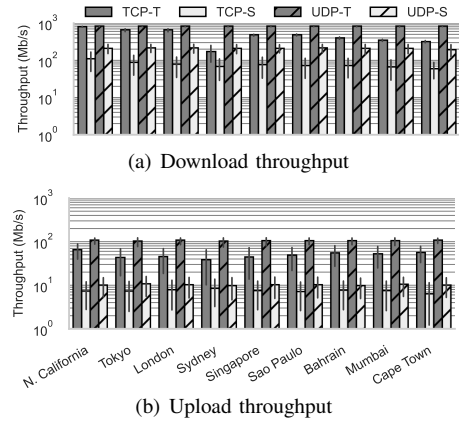 TCP-T TCP-S UDP-T UDP-S
Throughput (Mb/s)
10³
10²
10¹
10⁰
(a) Download throughput
Throughput (Mb/s)
10³
10²
10¹
10⁰
N. California
Tokyo
London
Sydney
Singapore
Sao Paulo
Bahrain
Mumbai
Cape Town
(b) Upload throughput